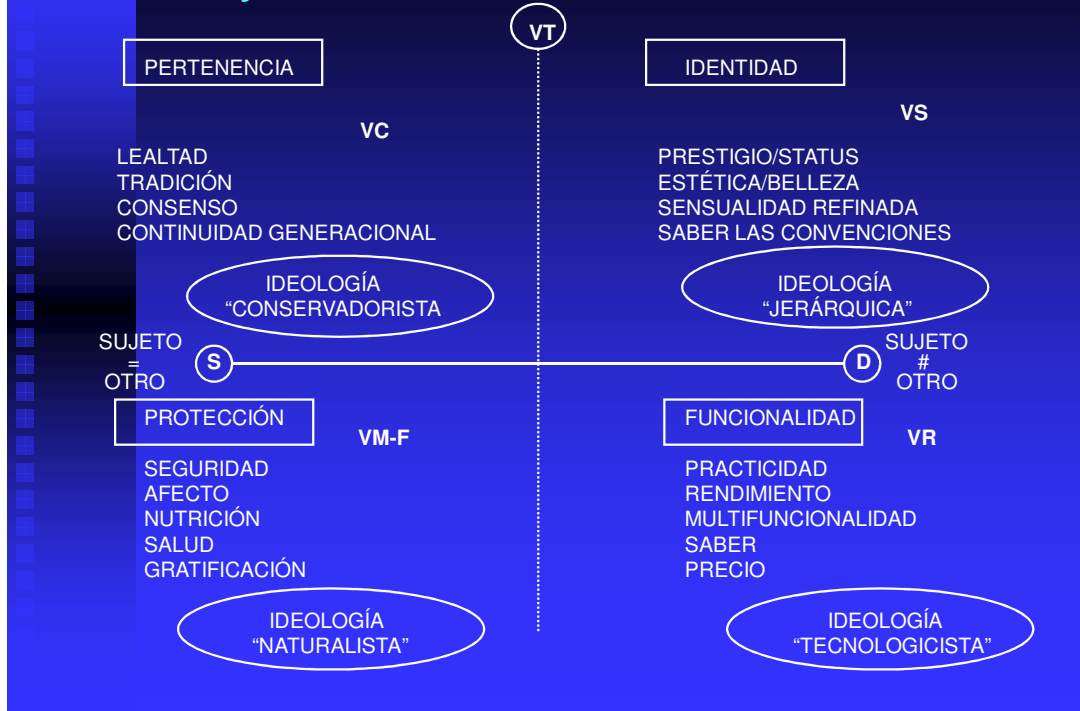 VT
PERTENENCIA
VC
LEALTAD
TRADICIÓN
CONSENSO
CONTINUIDAD GENERACIONAL
IDEOLOGÍA
“CONSERVADORISTA
IDENTIDAD
VS
PRESTIGIO/STATUS
ESTÉTICA/BELLEZA
SENSUALIDAD REFINADA
SABER LAS CONVENCIONES
IDEOLOGÍA
“JERÁRQUICA”
SUJETO
=
OTRO
S
D
SUJETO
#
OTRO
PROTECCIÓN
VM-F
SEGURIDAD
AFECTO
NUTRICIÓN
SALUD
GRATIFICACIÓN
IDEOLOGÍA
“NATURALISTA”
FUNCIONALIDAD
VR
PRACTICIDAD
RENDIMIENTO
MULTIFUNCIONALIDAD
SABER
PRECIO
IDEOLOGÍA
“TECNOLOGICISTA”